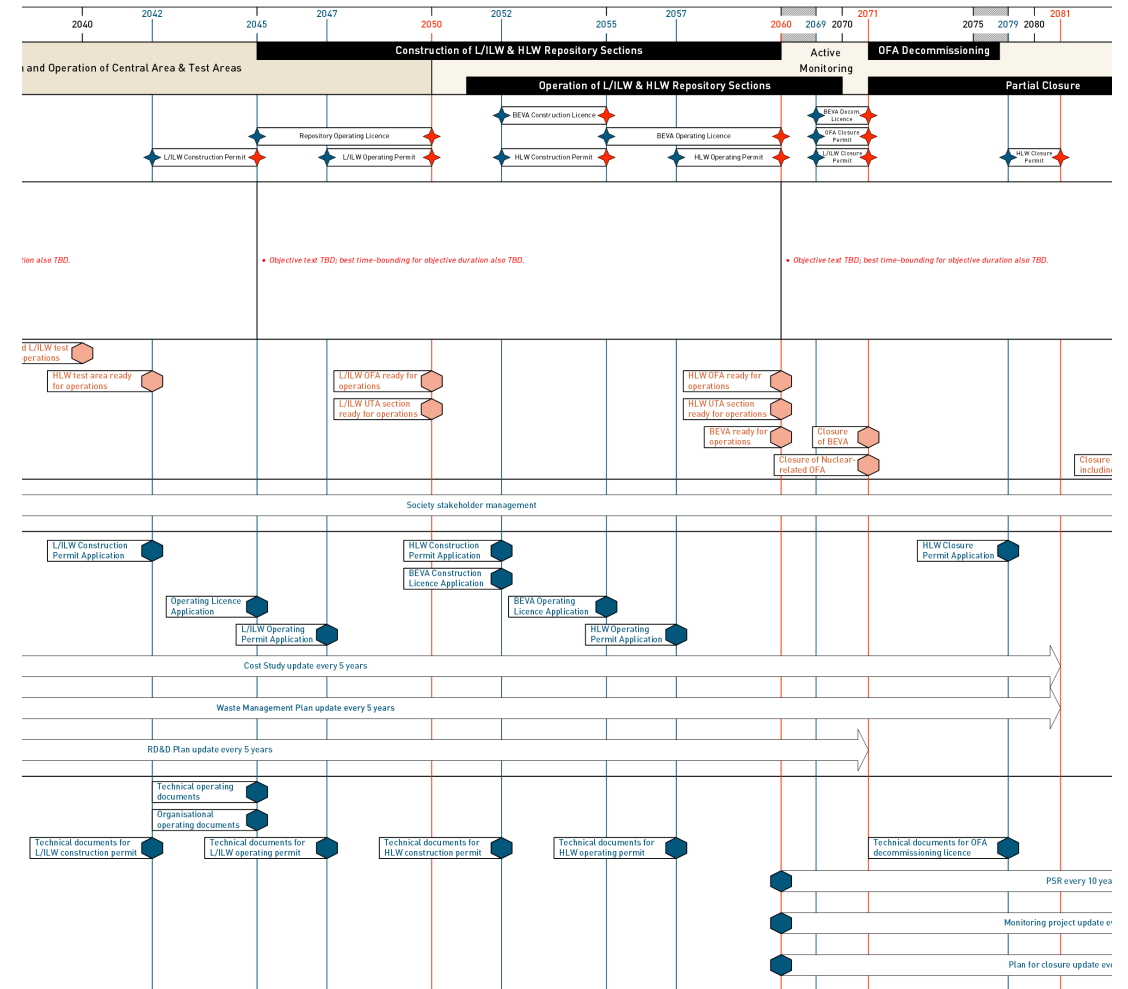 2042 2045 2047 2050 2052 2055 2057 2060 2069 2071 2079 2081
2040 2070 2075 2080
Construction of L/ILW & HLW Repository Sections
Active
Monitoring
OFA Decommissioning
and Operation of Central Area & Test Areas
Operation of L/ILW & HLW Repository Sections
Partial Closure
BEVA Construction Licence
BEVA Decom.
Licence
Repository Operating Licence
BEVA Operating Licence
OFA Closure
Permit
L/ILW Construction Permit
L/ILW Operating Permit
HLW Construction Permit
HLW Operating Permit
L/ILW Closure
Permit
HLW Closure
Permit
also TBD.
• Objective text TBD; best time-bounding for objective duration also TBD.
• Objective text TBD; best time-bounding for objective duration also TBD.
L/ILW test
operations
HLW test area ready
for operations
L/ILW OFA ready for
operations
HLW OFA ready for
operations
L/ILW UTA section
ready for operations
HLW UTA section
ready for operations
BEVA ready for
operations
Closure
of BEVA
Closure of Nuclear-
related OFA
Closure
including
Society stakeholder management
L/ILW Construction
Permit Application
HLW Construction
Permit Application
HLW Closure
Permit Application
BEVA Construction
Licence Application
Operating Licence
Application
BEVA Operating
Licence Application
L/ILW Operating
Permit Application
HLW Operating
Permit Application
Cost Study update every 5 years
Waste Management Plan update every 5 years
RD&D Plan update every 5 years
Technical operating
documents
Organisational
operating documents
Technical documents for
L/ILW construction permit
Technical documents for
L/ILW operating permit
Technical documents for
HLW construction permit
Technical documents for
HLW operating permit
Technical documents for OFA
decommissioning licence
PSR every 10 yea
Monitoring project update ev
Plan for closure update eve